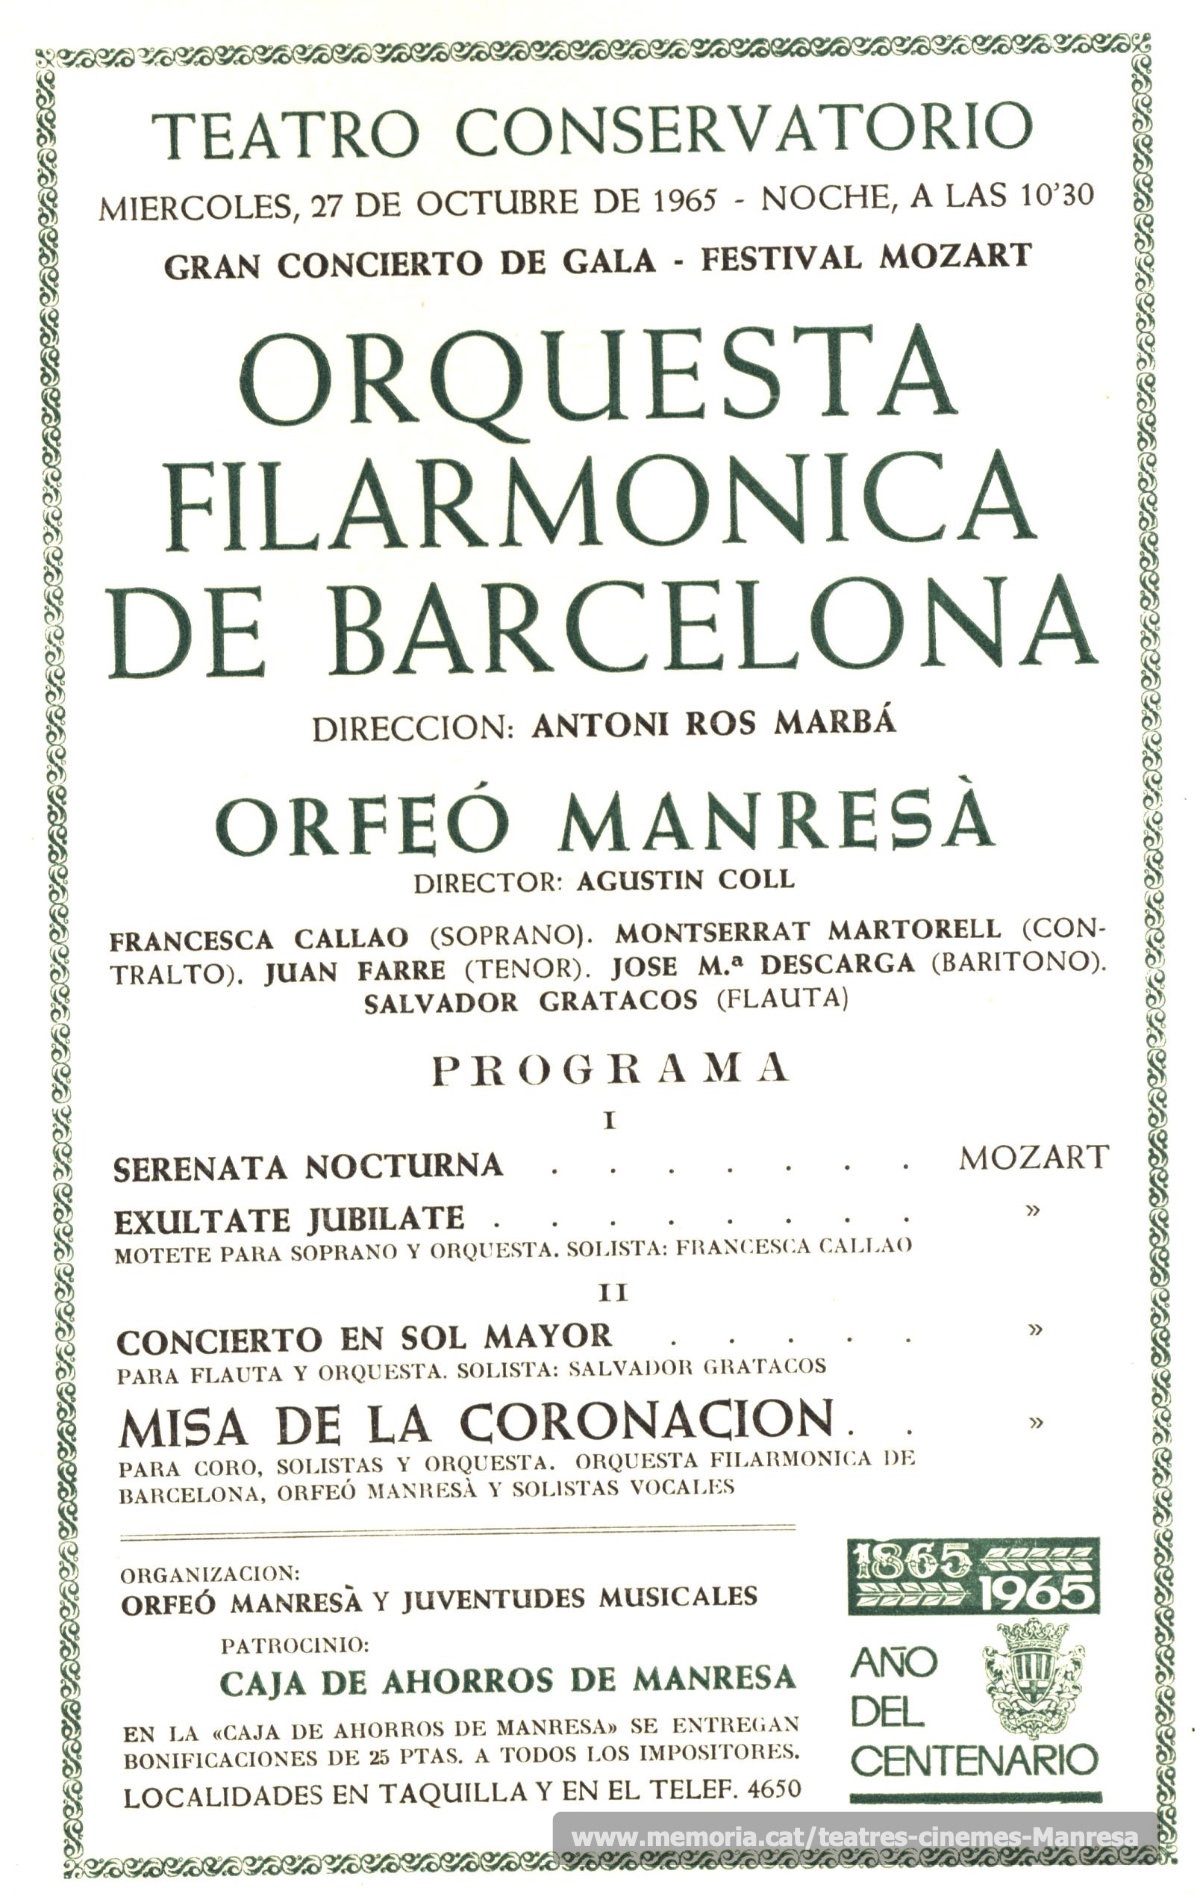 TEATRO CONSERVATORIO
MIERCOLES, 27 DE OCTUBRE DE 1965 - NOCHE, A LAS 10'30
GRAN CONCIERTO DE GALA - FESTIVAL MOZART
ORQUESTA
FILARMONICA
DE BARCELONA
DIRECCION: ANTONI ROS MARBÁ
ORFEÓ MANRESÀ
DIRECTOR: AGUSTIN COLL
FRANCESCA CALLAO (SOPRANO). MONTSERRAT MARTORELL (CON-
TRALTO). JUAN FARRE (TENOR). JOSE M.ª DESCARGA (BARITONO).
SALVADOR GRATACOS (FLAUTA)
PROGRAMA
I
SERENATA NOCTURNA . . . . . . . MOZART
EXULTATE JUBILATE . . . . . . . . »
MOTETE PARA SOPRANO Y ORQUESTA. SOLISTA: FRANCESCA CALLAO
II
CONCIERTO EN SOL MAYOR . . . . . »
PARA FLAUTA Y ORQUESTA. SOLISTA: SALVADOR GRATACOS
MISA DE LA CORONACION . . »
PARA CORO, SOLISTAS Y ORQUESTA. ORQUESTA FILARMONICA DE
BARCELONA, ORFEÓ MANRESÀ Y SOLISTAS VOCALES
ORGANIZACION:
ORFEÓ MANRESÀ Y JUVENTUDES MUSICALES
PATROCINIO:
CAJA DE AHORROS DE MANRESA
EN LA «CAJA DE AHORROS DE MANRESA» SE ENTREGAN
BONIFICACIONES DE 25 PTAS. A TODOS LOS IMPOSITORES.
LOCALIDADES EN TAQUILLA Y EN EL TELEF. 4650
1865
1965
AÑO
DEL
CENTENARIO
www.memoria.cat/teatres-cinemes-Manresa